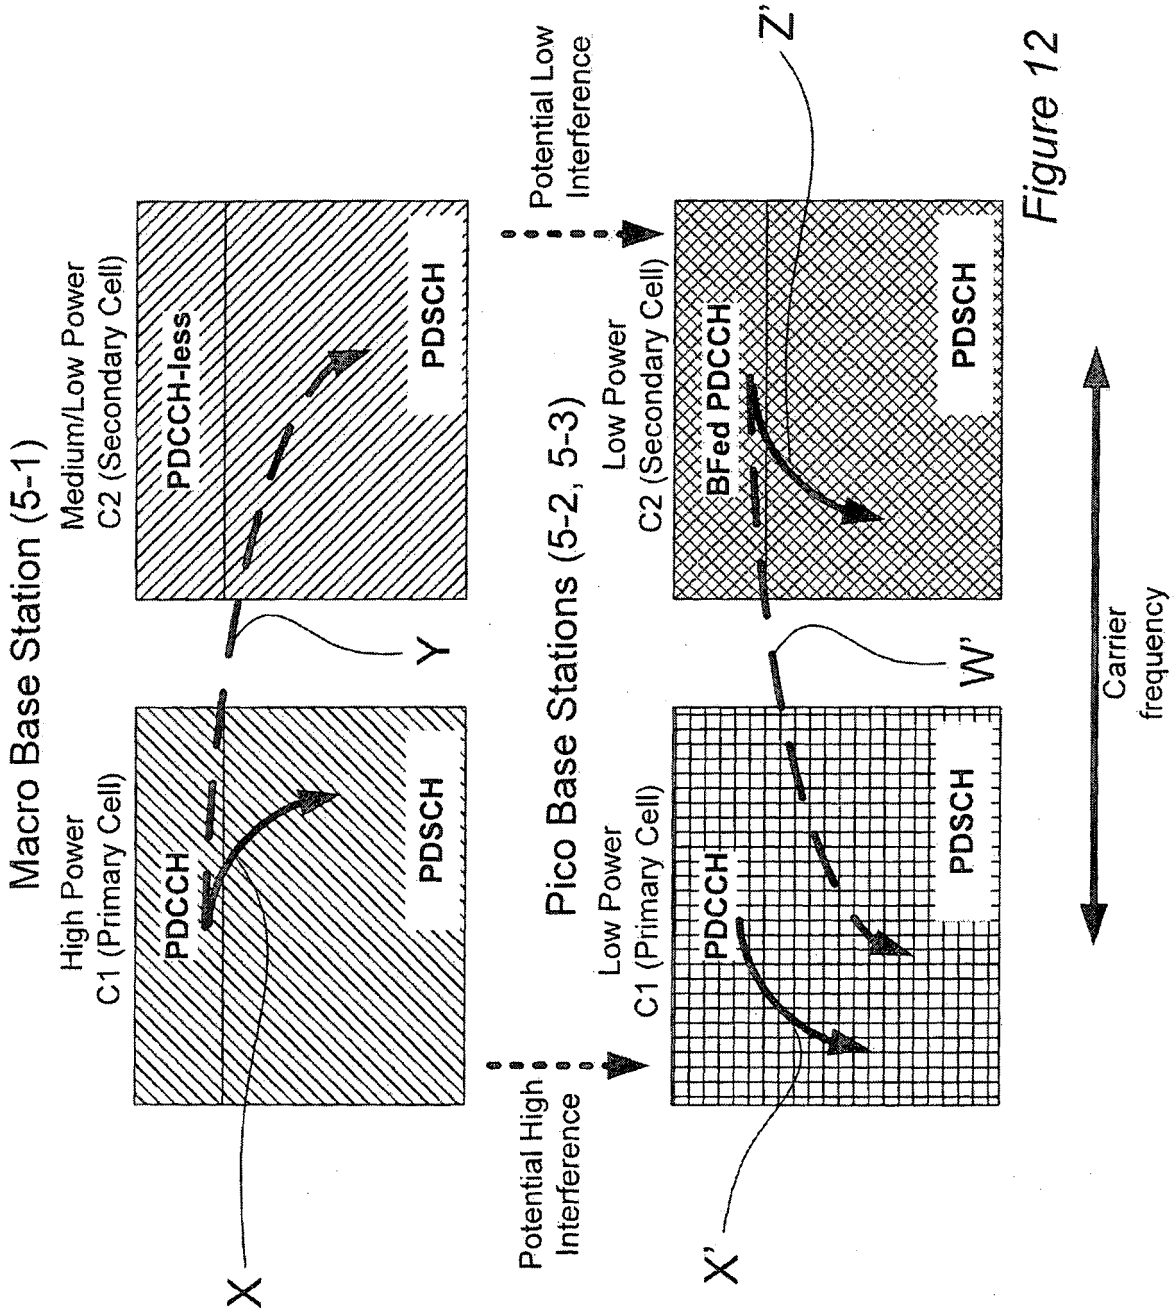 Macro Base Station (5-1)
High Power
C1 (Primary Cell)
Medium/Low Power
C2 (Secondary Cell)
PDCCH
PDCCH-less
X
PDSCH
Y
PDSCH
Potential High
Interference
Potential Low
Interference
Pico Base Stations (5-2, 5-3)
Low Power
C1 (Primary Cell)
Low Power
C2 (Secondary Cell)
PDCCH
BFed PDCCH
X'
PDSCH
W'
PDSCH
Z'
Carrier
frequency
Figure 12